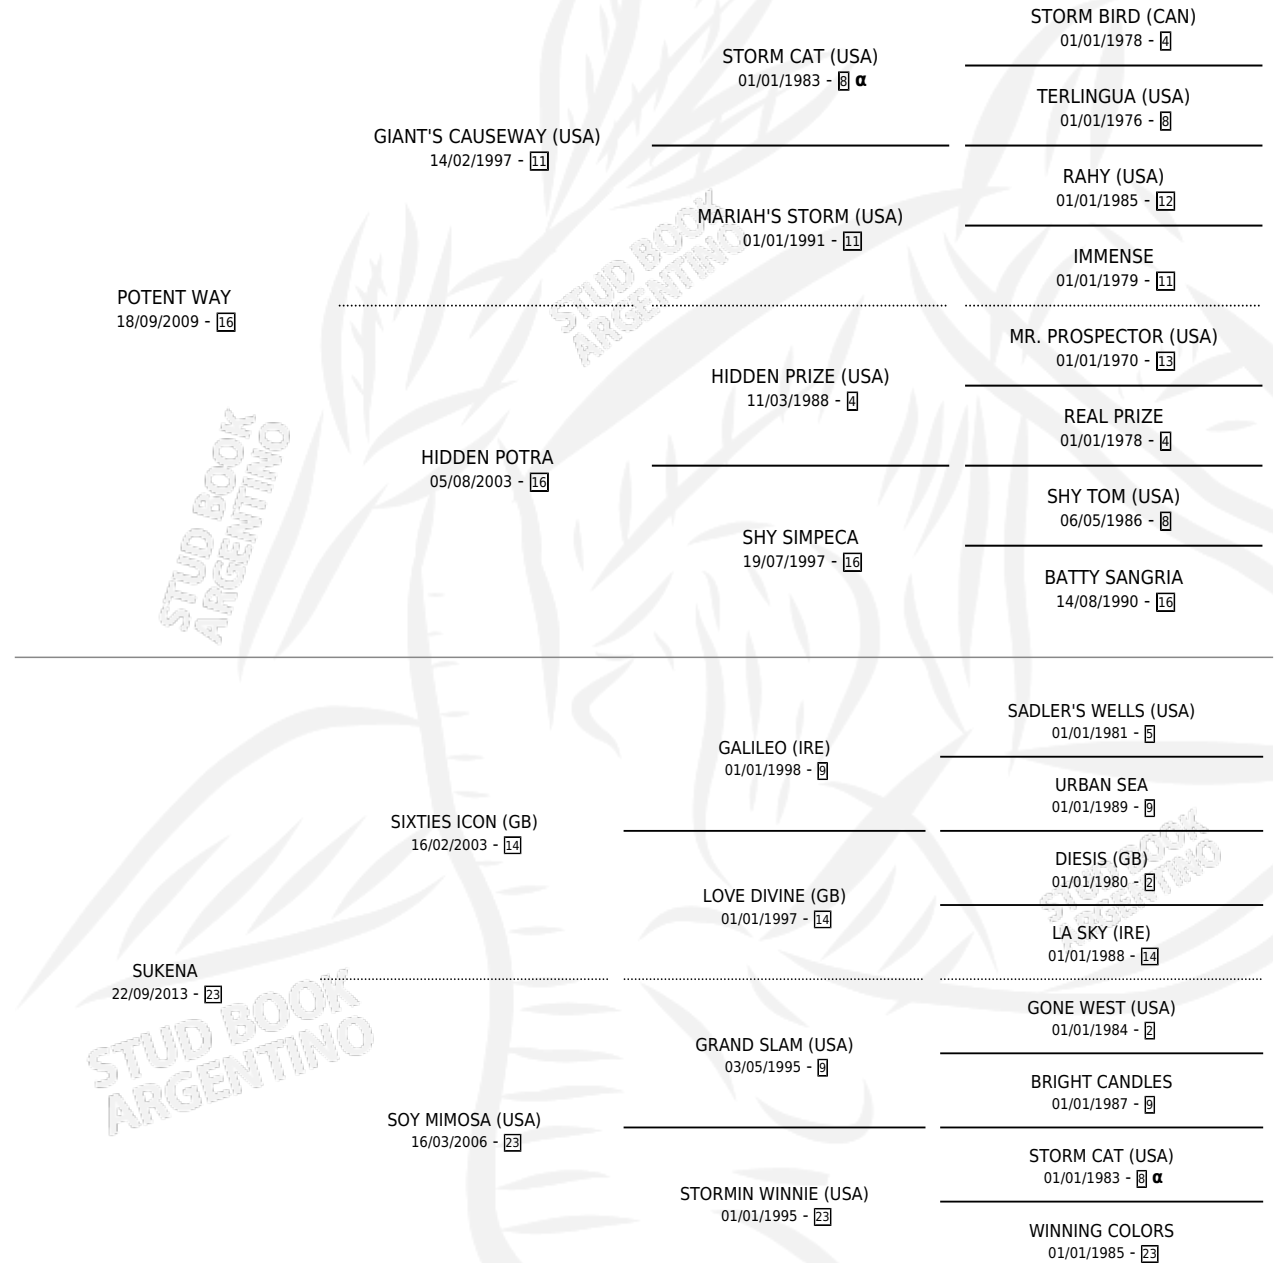 STORM BIRD (CAN)
01/01/1978 - 4
STORM CAT (USA)
01/01/1983 - 8 α
TERLINGUA (USA)
01/01/1976 - 8
GIANT'S CAUSEWAY (USA)
14/02/1997 - 11
RAHY (USA)
01/01/1985 - 12
MARIAH'S STORM (USA)
01/01/1991 - 11
IMMENSE
01/01/1979 - 11
POTENT WAY
18/09/2009 - 16
MR. PROSPECTOR (USA)
01/01/1970 - 13
HIDDEN PRIZE (USA)
11/03/1988 - 4
REAL PRIZE
01/01/1978 - 4
HIDDEN POTRA
05/08/2003 - 16
SHY TOM (USA)
06/05/1986 - 8
SHY SIMPECA
19/07/1997 - 16
BATTY SANGRIA
14/08/1990 - 16
SADLER'S WELLS (USA)
01/01/1981 - 5
GALILEO (IRE)
01/01/1998 - 9
URBAN SEA
01/01/1989 - 9
SIXTIES ICON (GB)
16/02/2003 - 14
DIESIS (GB)
01/01/1980 - 2
LOVE DIVINE (GB)
01/01/1997 - 14
LA SKY (IRE)
01/01/1988 - 14
SUKENA
22/09/2013 - 23
GONE WEST (USA)
01/01/1984 - 2
GRAND SLAM (USA)
03/05/1995 - 9
BRIGHT CANDLES
01/01/1987 - 9
SOY MIMOSA (USA)
16/03/2006 - 23
STORM CAT (USA)
01/01/1983 - 8 α
STORMIN WINNIE (USA)
01/01/1995 - 23
WINNING COLORS
01/01/1985 - 23
STUD BOOK
ARGENTINO
STUD BOOK
ARGENTINO
STUD BOOK
ARGENTINO
STUD BOOK
ARGENTINO